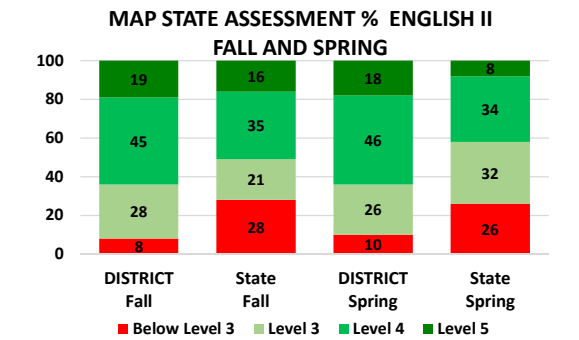 MAP STATE ASSESSMENT % ENGLISH II
FALL AND SPRING
100
80
60
40
20
0
19
45
28
8
16
35
21
28
18
46
26
10
8
34
32
26
DISTRICT
Fall
State
Fall
DISTRICT
Spring
State
Spring
Below Level 3 Level 3 Level 4 Level 5